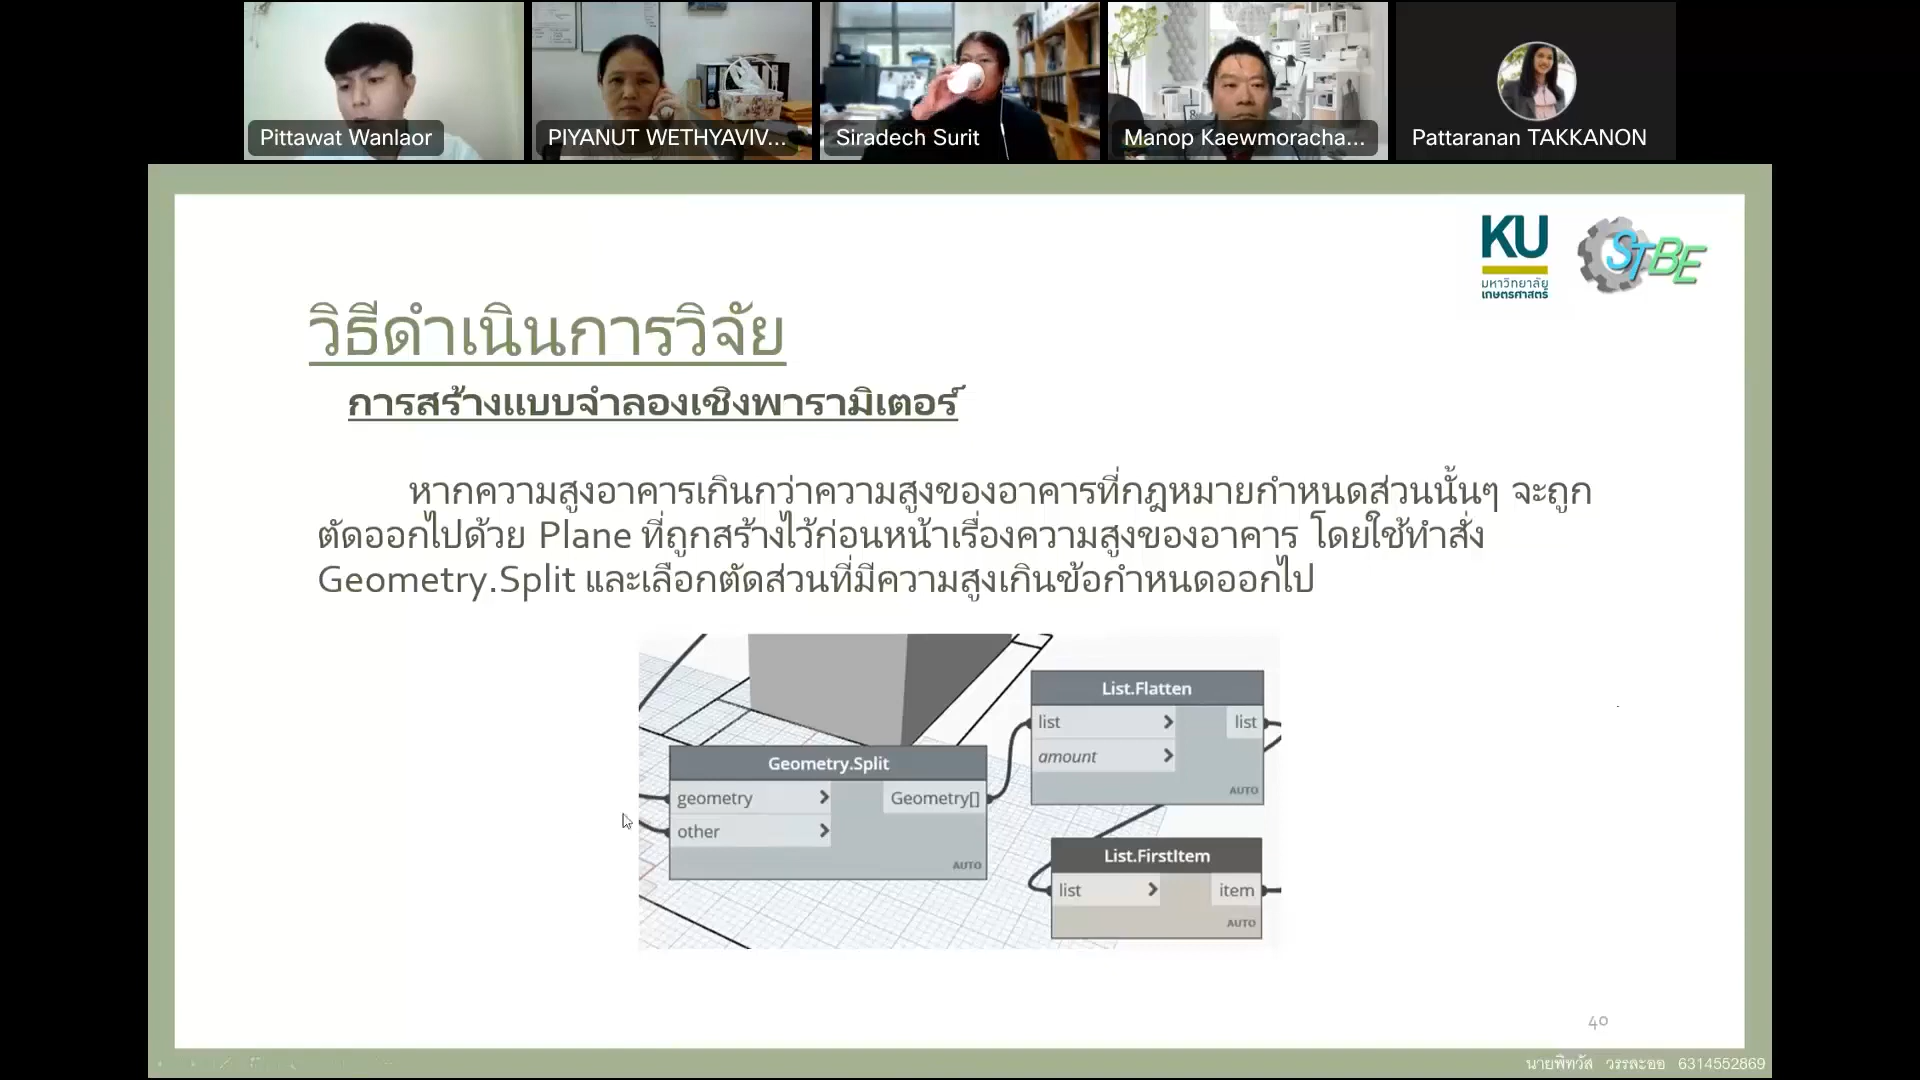 Pittawat Wanlaor
PIYANUT WETHYAVIV...
Siradech Surit
Manop Kaewmoracha...
Pattaranan TAKKANON
KU
มหาวิทยาลัย
เกษตรศาสตร์
STBE
วิธีดำเนินการวิจัย
การสร้างแบบจำลองเชิงพารามิเตอร์
หากความสูงอาคารเกินกว่าความสูงของอาคารที่กฎหมายกำหนดส่วนนั้นๆ จะถูก
ตัดออกไปด้วย Plane ที่ถูกสร้างไว้ก่อนหน้าเรื่องความสูงของอาคาร โดยใช้ทำสั่ง
Geometry.Split และเลือกตัดส่วนที่มีความสูงเกินข้อกำหนดออกไป
List.Flatten
list
list
amount
AUTO
Geometry.Split
geometry
Geometry[]
other
AUTO
List.FirstItem
list
item
AUTO
40
นายพิทวัส วรรละออ 6314552869